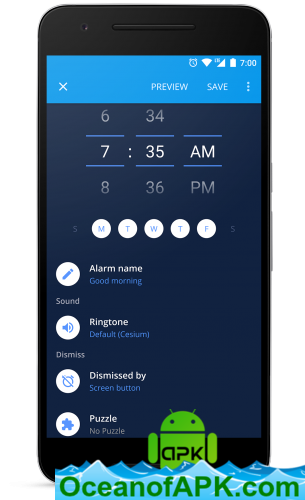 7:00
PREVIEW SAVE
6 34
7 : 35 AM
8 36 PM
S M T W T F S
Alarm name
Good morning
Sound
Ringtone
Default (Cesium)
Dismiss
Dismissed by
Screen button
Puzzle
No Puzzle
apk
OceanofAPK.com